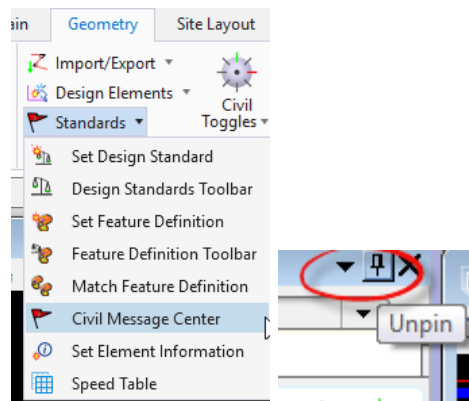 ain Geometry Site Layout
Import/Export
Design Elements
Standards
Civil
Toggles
Set Design Standard
Design Standards Toolbar
Set Feature Definition
Feature Definition Toolbar
Match Feature Definition
Civil Message Center
Set Element Information
Speed Table
Unpin